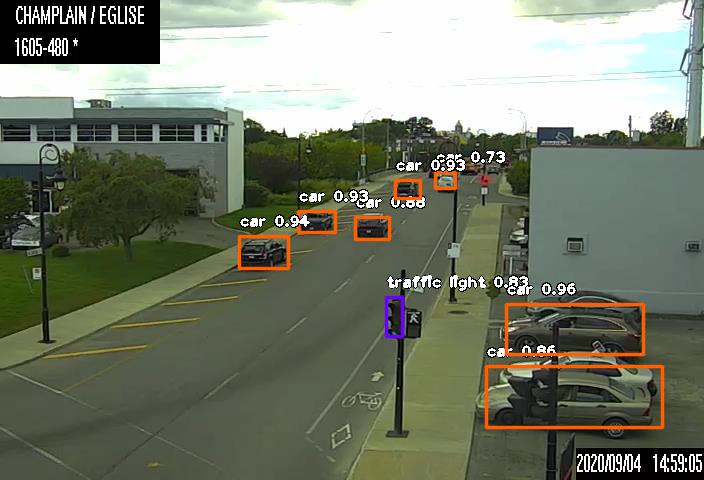 CHAMPLAIN / EGLISE
1605-480 *
car 0.73
car 0.93
car 0.93
car 0.88
car 0.94
traffic light 0.83
car 0.96
car 0.86
2020/09/04 14:59:05